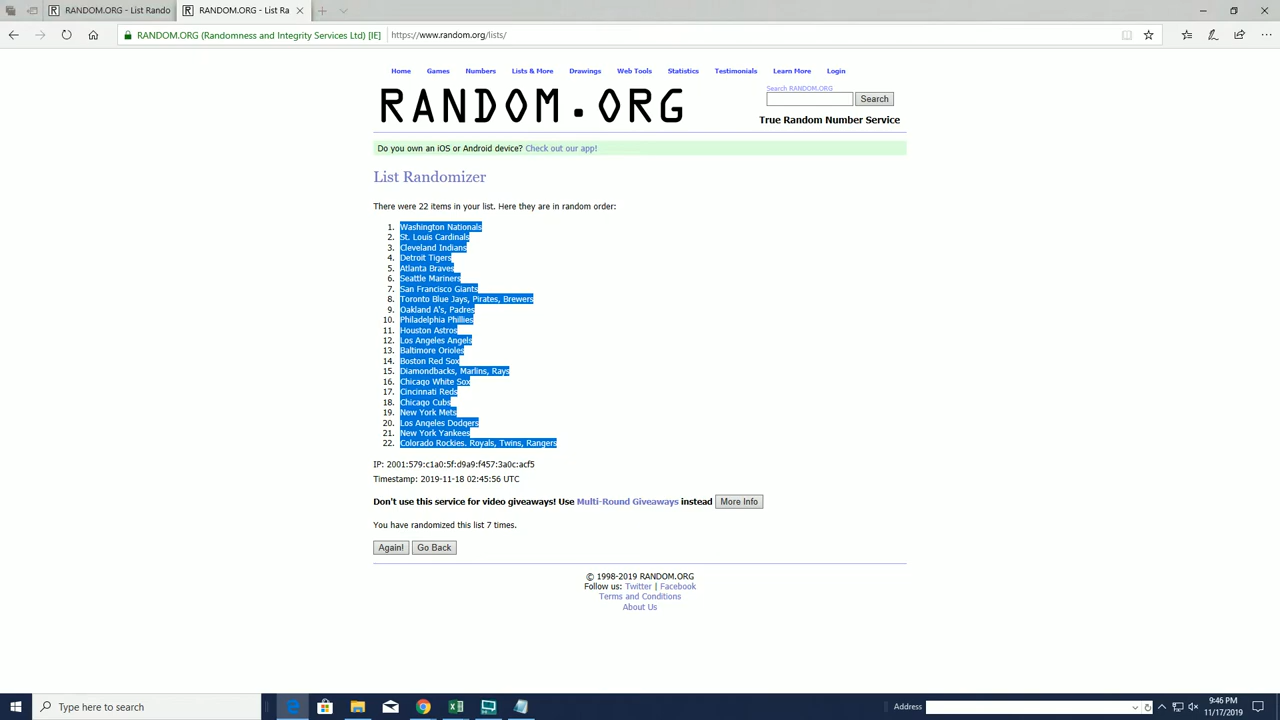 RANDOM.ORG - List Rando
RANDOM.ORG - List Ra
RANDOM.ORG (Randomness and Integrity Services Ltd) [IE]
https://www.random.org/lists/
Home Games Numbers Lists & More Drawings Web Tools Statistics Testimonials Learn More Login
RANDOM.ORG
Search RANDOM.ORG
Search
True Random Number Service
Do you own an iOS or Android device? Check out our app!
List Randomizer
There were 22 items in your list. Here they are in random order:
1. Washington Nationals
2. St. Louis Cardinals
3. Cleveland Indians
4. Detroit Tigers
5. Atlanta Braves
6. Seattle Mariners
7. San Francisco Giants
8. Toronto Blue Jays, Pirates, Brewers
9. Oakland A's, Padres
10. Philadelphia Phillies
11. Houston Astros
12. Los Angeles Angels
13. Baltimore Orioles
14. Boston Red Sox
15. Diamondbacks, Marlins, Rays
16. Chicago White Sox
17. Cincinnati Reds
18. Chicago Cubs
19. New York Mets
20. Los Angeles Dodgers
21. New York Yankees
22. Colorado Rockies. Royals, Twins, Rangers
IP: 2001:579:c1a0:5f:d9a9:f457:3a0c:acf5
Timestamp: 2019-11-18 02:45:56 UTC
Don't use this service for video giveaways! Use Multi-Round Giveaways instead More Info
You have randomized this list 7 times.
Again! Go Back
© 1998-2019 RANDOM.ORG
Follow us: Twitter | Facebook
Terms and Conditions
About Us
Type here to search
Address
9:46 PM
11/17/2019